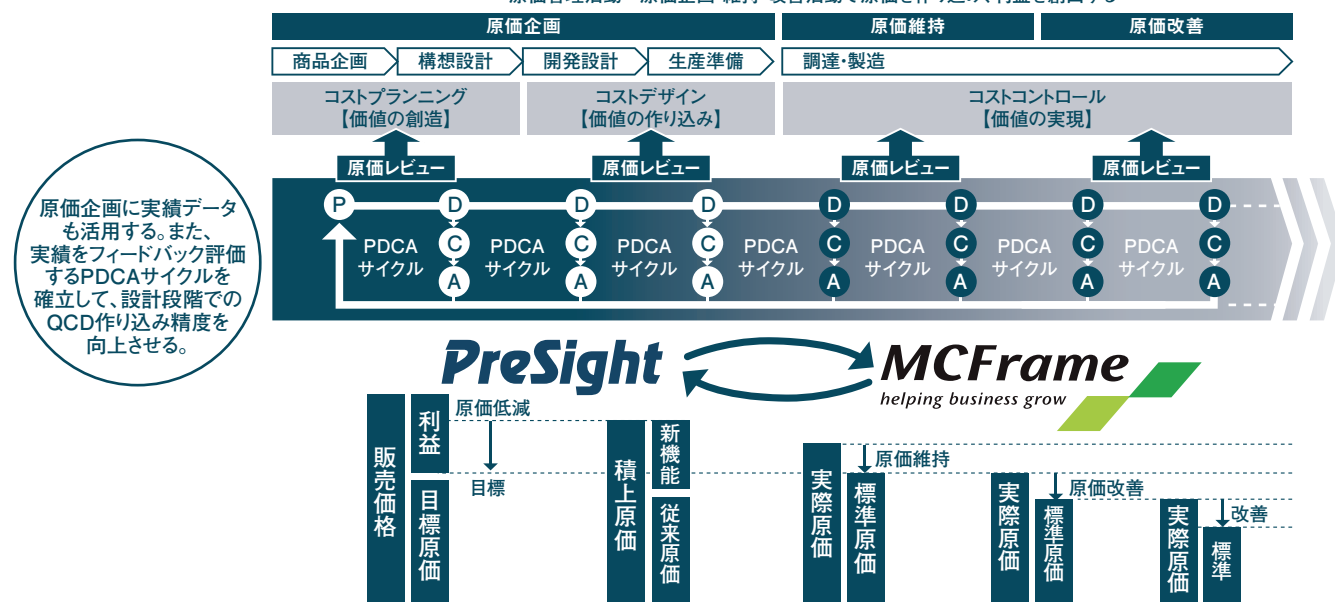 原価企画
原価維持
原価改善
商品企画
構想設計
開発設計
生産準備
調達・製造
コストプランニング
【価値の創造】
コストデザイン
【価値の作り込み】
コストコントロール
【価値の実現】
原価レビュー
原価レビュー
原価レビュー
原価レビュー
原価企画に実績データ
も活用する。また、
実績をフィードバック評価
するPDCAサイクルを
確立して、設計段階での
QCD作り込み精度を
向上させる。
P
D
D
D
D
D
D
D
PDCA
サイクル
C
PDCA
サイクル
C
PDCA
サイクル
C
PDCA
サイクル
C
PDCA
サイクル
C
PDCA
サイクル
C
PDCA
サイクル
C
A
A
A
A
A
A
A
PreSight
MCFrame
helping business grow
販売価格
利益
目標原価
原価低減
目標
積上原価
新機能
従来原価
実際原価
標準原価
原価維持
実際原価
標準原価
原価改善
実際原価
標準
改善